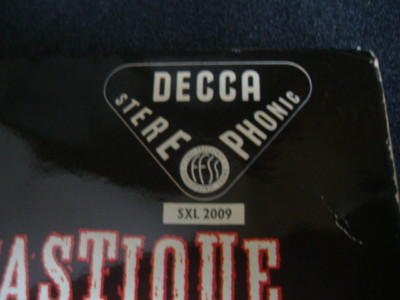 DECCA
STEREOPHONIC
FFSS
SXL 2009
ASTIQUE